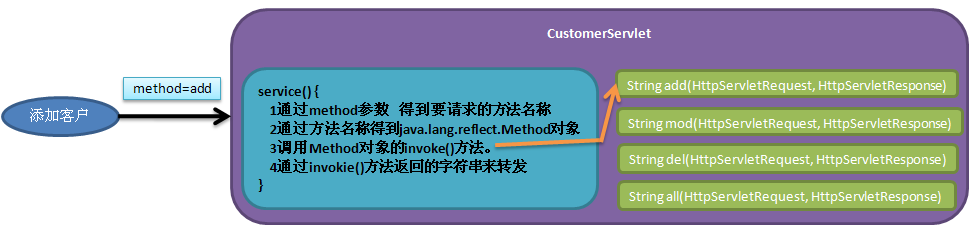 CustomerServlet
添加客户
method=add
service() {
1通过method参数 得到要请求的方法名称
2通过方法名称得到java.lang.reflect.Method对象
3调用Method对象的invoke()方法。
4通过invokie()方法返回的字符串来转发
}
String add(HttpServletRequest, HttpServletResponse)
String mod(HttpServletRequest, HttpServletResponse)
String del(HttpServletRequest, HttpServletResponse)
String all(HttpServletRequest, HttpServletResponse)